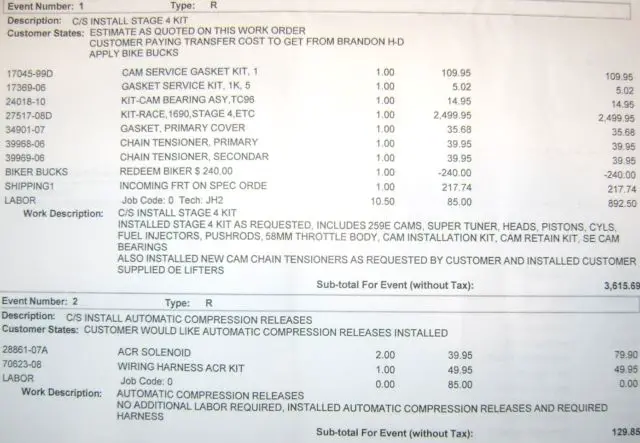 Event Number: 1 Type: R
Description: C/S INSTALL STAGE 4 KIT
Customer States: ESTIMATE AS QUOTED ON THIS WORK ORDER
CUSTOMER PAYING TRANSFER COST TO GET FROM BRANDON H-D
APPLY BIKE BUCKS
17045-99D CAM SERVICE GASKET KIT, 1 1.00 109.95 109.95
17369-06 GASKET SERVICE KIT, 1K, 5 1.00 5.02 5.02
24018-10 KIT-CAM BEARING ASY,TC96 1.00 14.95 14.95
27517-08D KIT-RACE,1690,STAGE 4,ETC 1.00 2,499.95 2,499.95
34901-07 GASKET, PRIMARY COVER 1.00 35.68 35.68
39968-06 CHAIN TENSIONER, PRIMARY 1.00 39.95 39.95
39969-06 CHAIN TENSIONER, SECONDAR 1.00 39.95 39.95
BIKER BUCKS REDEEM BIKER $ 240.00 1.00 -240.00 -240.00
SHIPPING1 INCOMING FRT ON SPEC ORDE 1.00 217.74 217.74
LABOR Job Code: 0 Tech: JH2 10.50 85.00 892.50
Work Description: C/S INSTALL STAGE 4 KIT
INSTALLED STAGE 4 KIT AS REQUESTED, INCLUDES 259E CAMS, SUPER TUNER, HEADS, PISTONS, CYLS,
FUEL INJECTORS, PUSHRODS, 58MM THROTTLE BODY, CAM INSTALLATION KIT, CAM RETAIN KIT, SE CAM
BEARINGS
ALSO INSTALLED NEW CAM CHAIN TENSIONERS AS REQUESTED BY CUSTOMER AND INSTALLED CUSTOMER
SUPPLIED OE LIFTERS
Sub-total For Event (without Tax): 3,615.69
Event Number: 2 Type: R
Description: C/S INSTALL AUTOMATIC COMPRESSION RELEASES
Customer States: CUSTOMER WOULD LIKE AUTOMATIC COMPRESSION RELEASES INSTALLED
28861-07A ACR SOLENOID 2.00 39.95 79.90
70623-08 WIRING HARNESS ACR KIT 1.00 49.95 49.95
LABOR Job Code: 0 0.00 85.00 0.00
Work Description: AUTOMATIC COMPRESSION RELEASES
NO ADDITIONAL LABOR REQUIRED, INSTALLED AUTOMATIC COMPRESSION RELEASES AND REQUIRED
HARNESS
Sub-total For Event (without Tax): 129.85